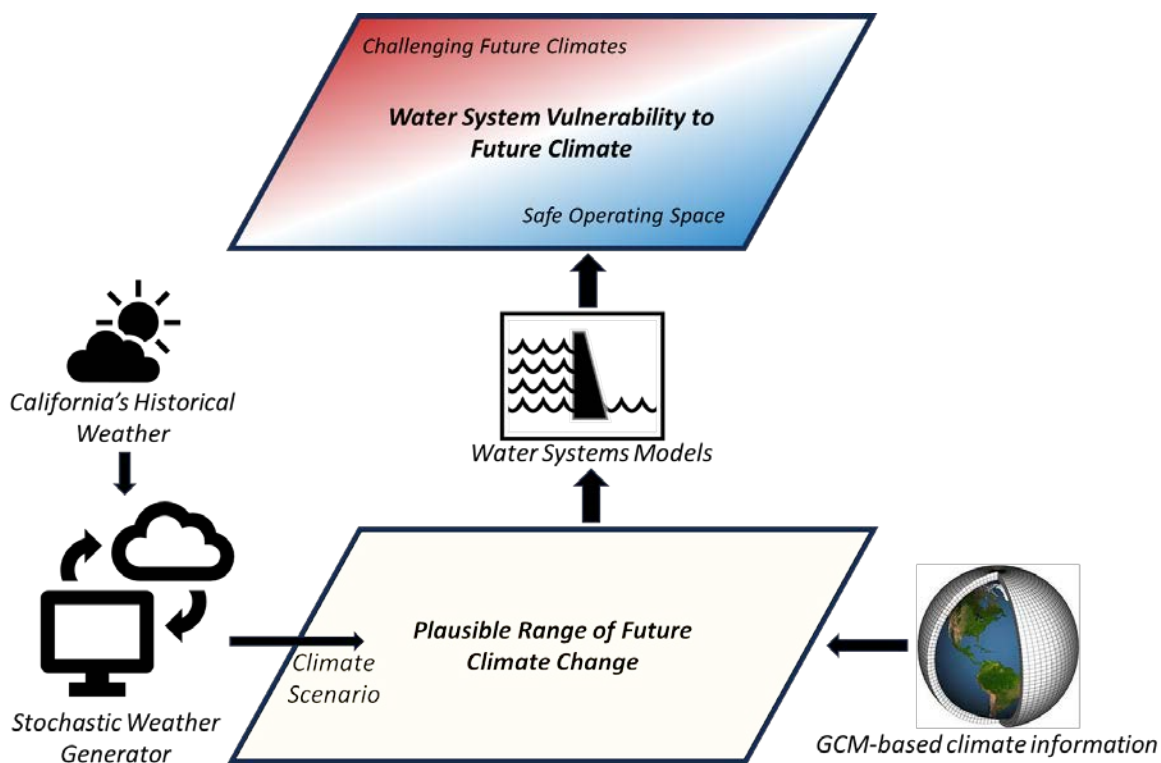 Challenging Future Climates
Water System Vulnerability to
Future Climate
Safe Operating Space
California's Historical
Weather
Water Systems Models
Plausible Range of Future
Climate Change
Climate
Scenario
Stochastic Weather
Generator
GCM-based climate information